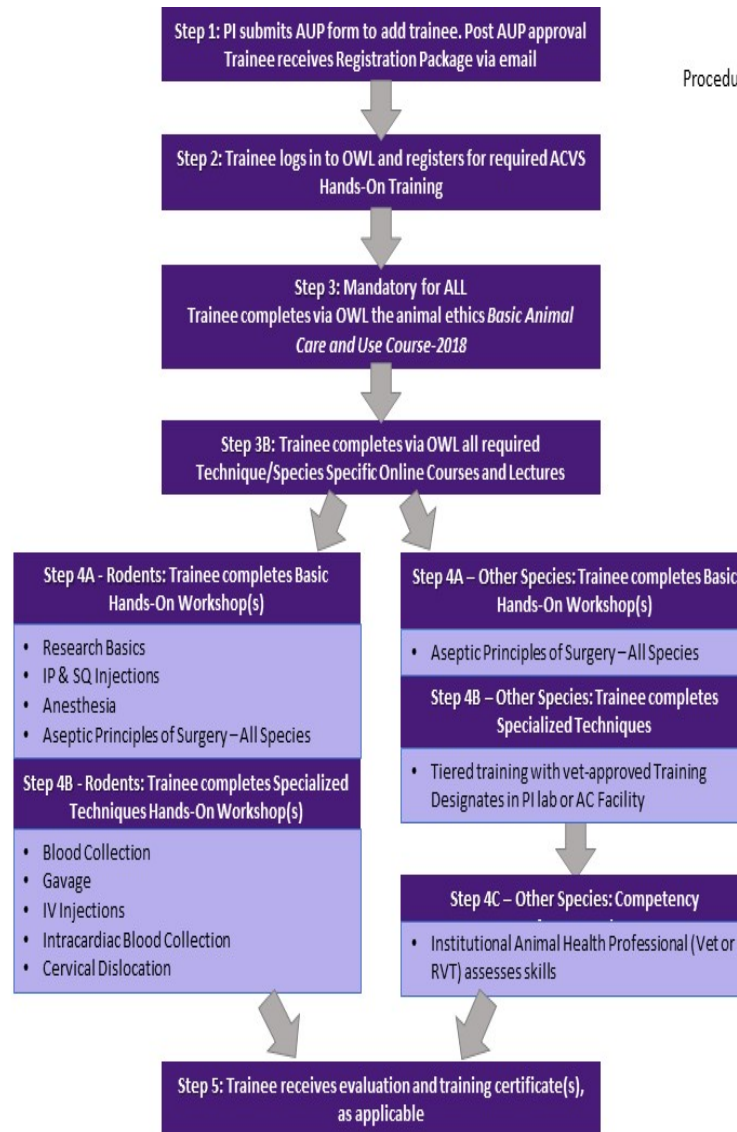 Step 1: PI submits AUP form to add trainee. Post AUP approval
Trainee receives Registration Package via email
Procedu
Step 2: Trainee logs in to OWL and registers for required ACVS
Hands-On Training
Step 3: Mandatory for ALL
Trainee completes via OWL the animal ethics Basic Animal
Care and Use Course-2018
Step 3B: Trainee completes via OWL all required
Technique/Species Specific Online Courses and Lectures
Step 4A - Rodents: Trainee completes Basic
Hands-On Workshop(s)
• Research Basics
• IP & SQ Injections
• Anesthesia
• Aseptic Principles of Surgery – All Species
Step 4B - Rodents: Trainee completes Specialized
Techniques Hands-On Workshop(s)
• Blood Collection
• Gavage
• IV Injections
• Intracardiac Blood Collection
• Cervical Dislocation
Step 4A – Other Species: Trainee completes Basic
Hands-On Workshop(s)
• Aseptic Principles of Surgery – All Species
Step 4B – Other Species: Trainee completes
Specialized Techniques
• Tiered training with vet-approved Training
Designates in PI lab or AC Facility
Step 4C – Other Species: Competency
• Institutional Animal Health Professional (Vet or
RVT) assesses skills
Step 5: Trainee receives evaluation and training certificate(s),
as applicable